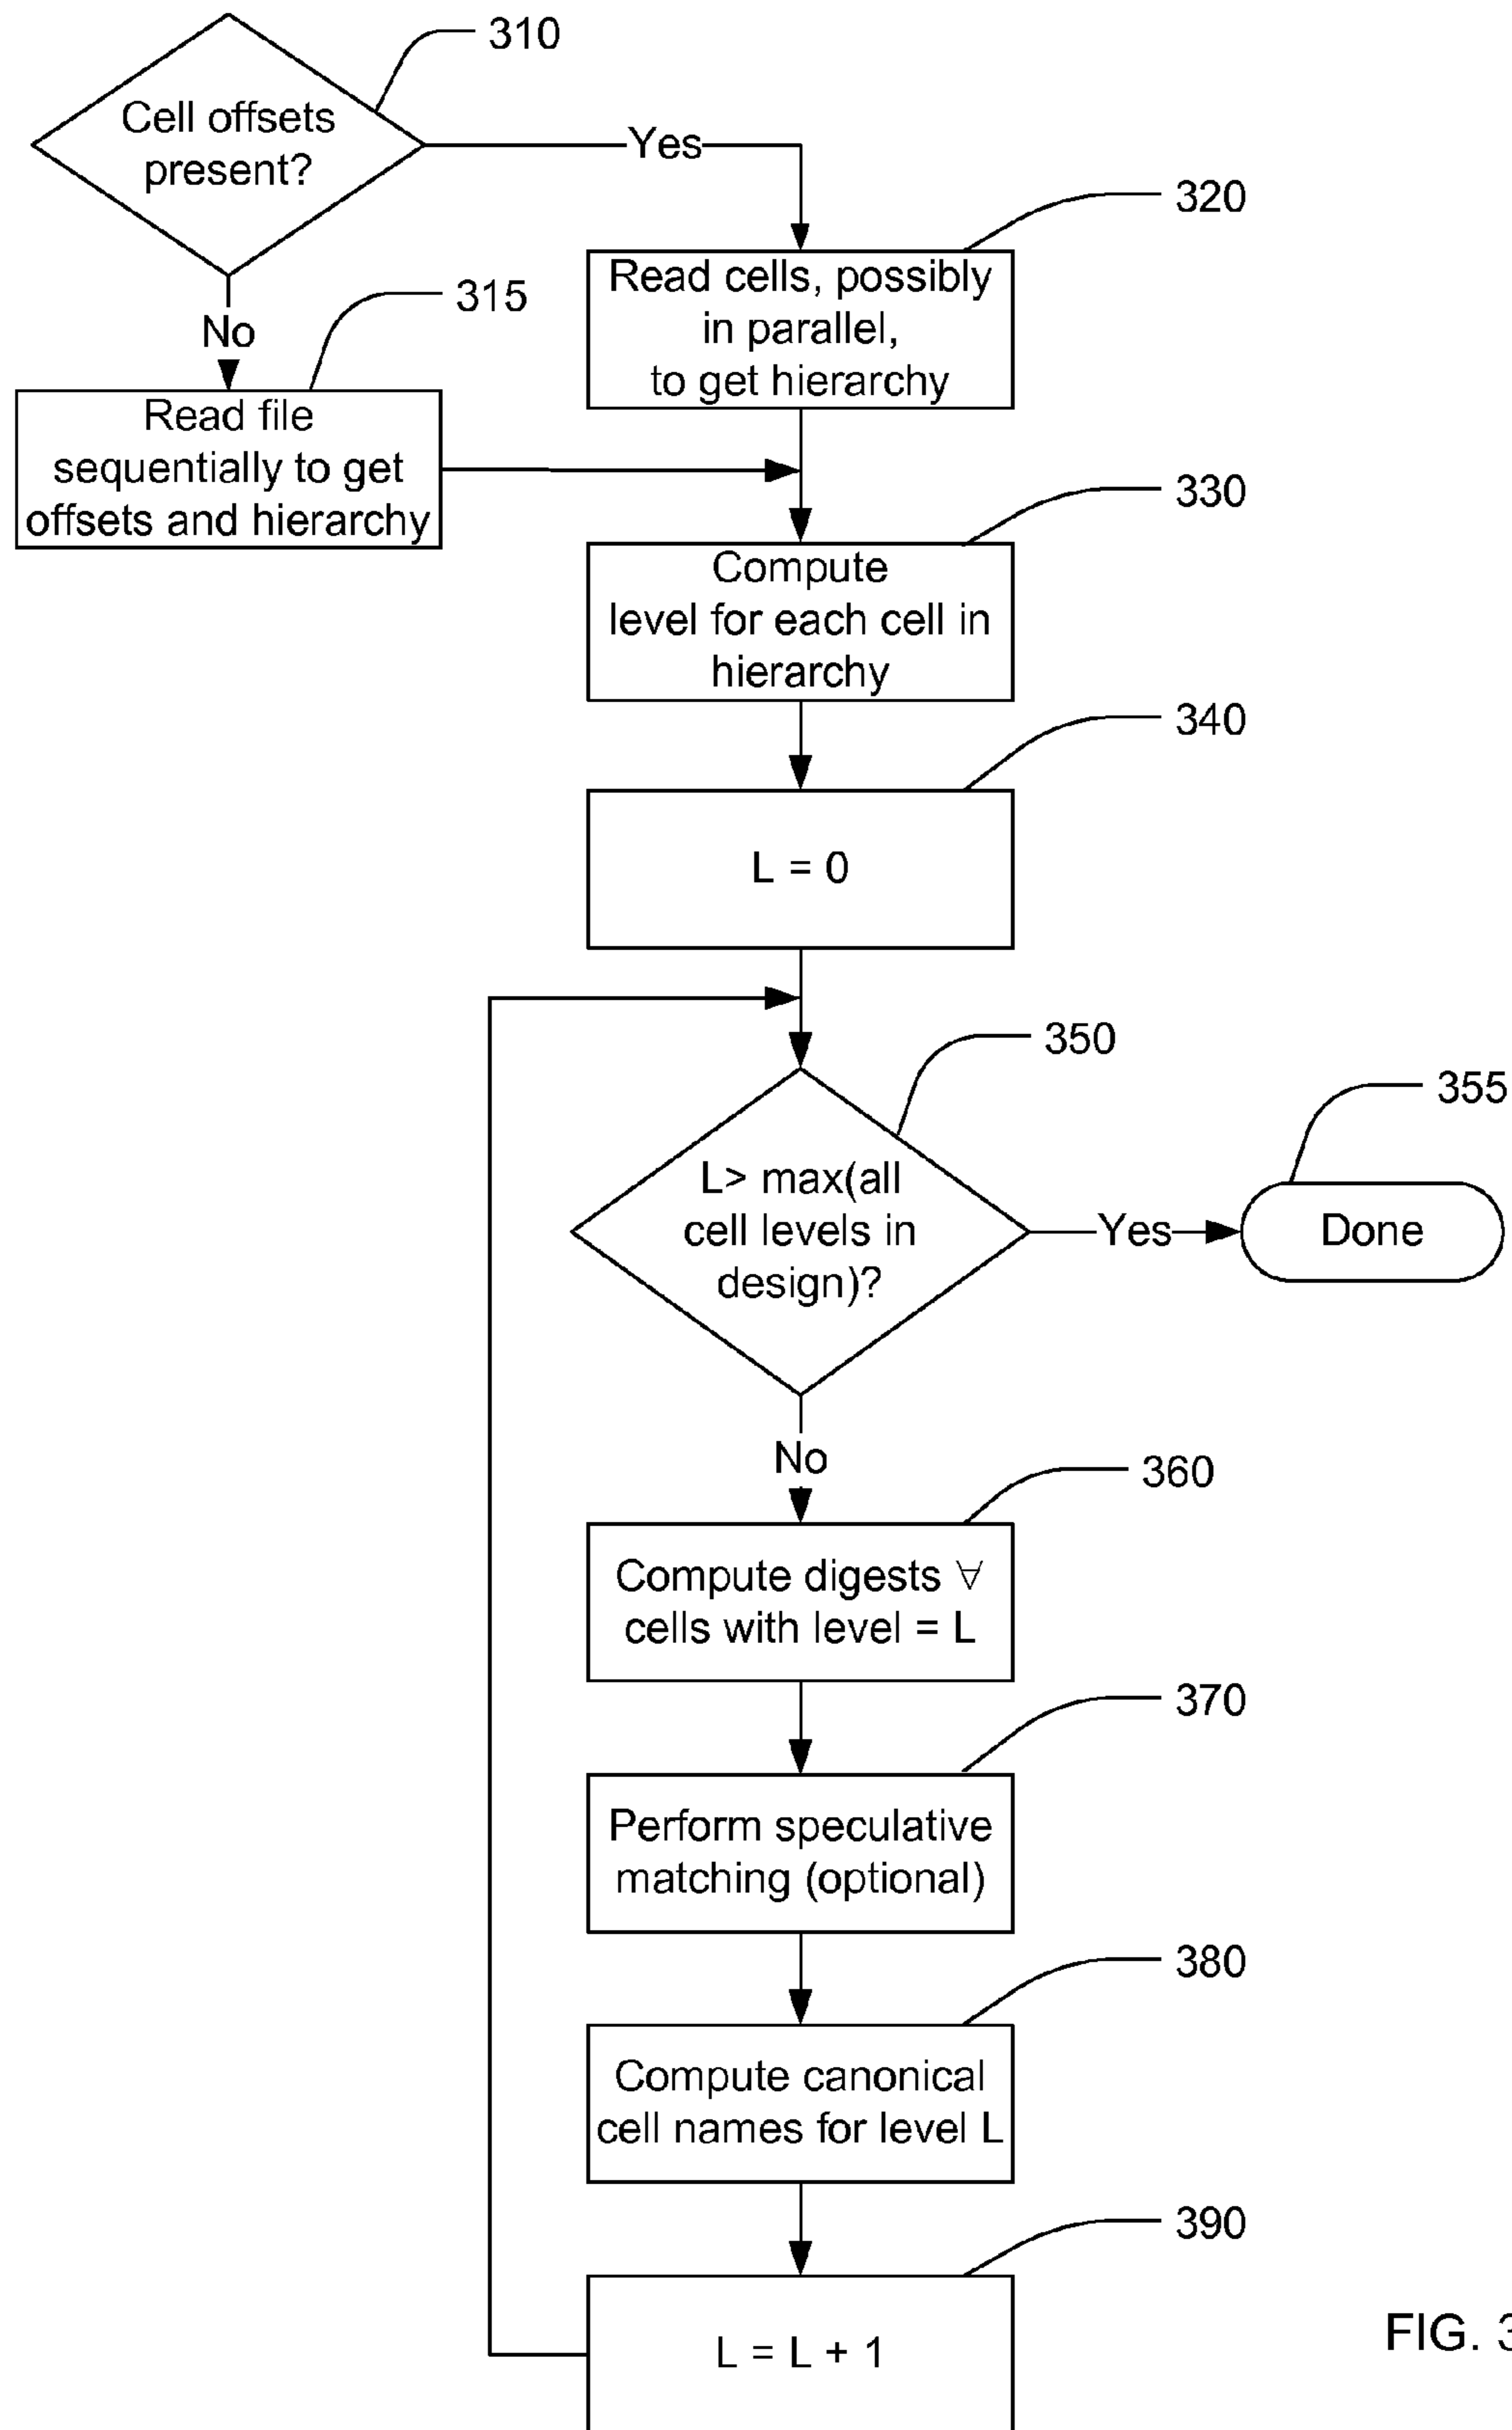 310
Cell offsets
present?
Yes
320
Read cells, possibly
in parallel,
to get hierarchy
315
No
Read file
sequentially to get
offsets and hierarchy
330
Compute
level for each cell in
hierarchy
340
L = 0
350
L> max(all
cell levels in
design)?
Yes
355
Done
No
360
Compute digests ∀
cells with level = L
370
Perform speculative
matching (optional)
380
Compute canonical
cell names for level L
390
L = L + 1
FIG. 3